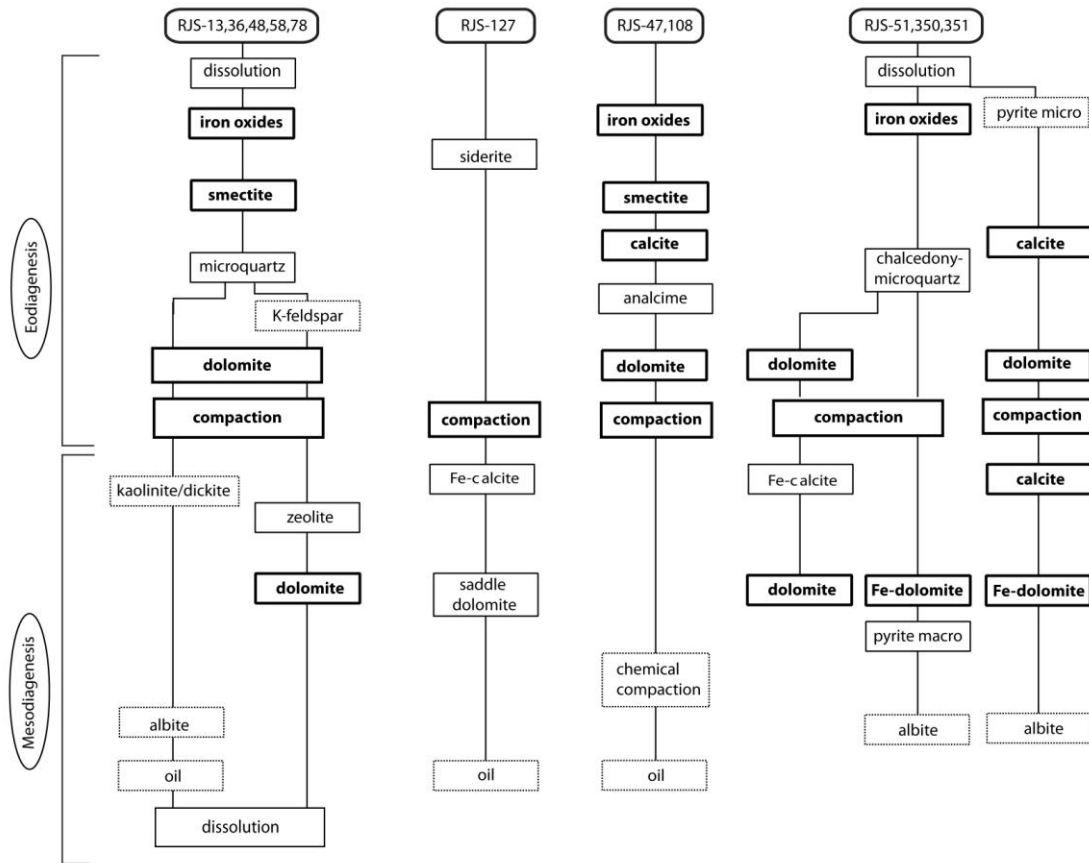 RJS-13,36,48,58,78
RJS-127
RJS-47,108
RJS-51,350,351
Eodiagenesis
Mesodiagenesis
dissolution
iron oxides
smectite
microquartz
K-feldspar
dolomite
compaction
kaolinite/dickite
zeolite
dolomite
albite
oil
dissolution
siderite
compaction
Fe-c alcite
saddle
dolomite
oil
iron oxides
smectite
calcite
analcime
dolomite
compaction
chemical
compaction
oil
dissolution
iron oxides
pyrite micro
chalcedony-
microquartz
calcite
dolomite
dolomite
compaction
compaction
Fe-c alcite
calcite
dolomite
Fe-dolomite
Fe-dolomite
pyrite macro
albite
albite